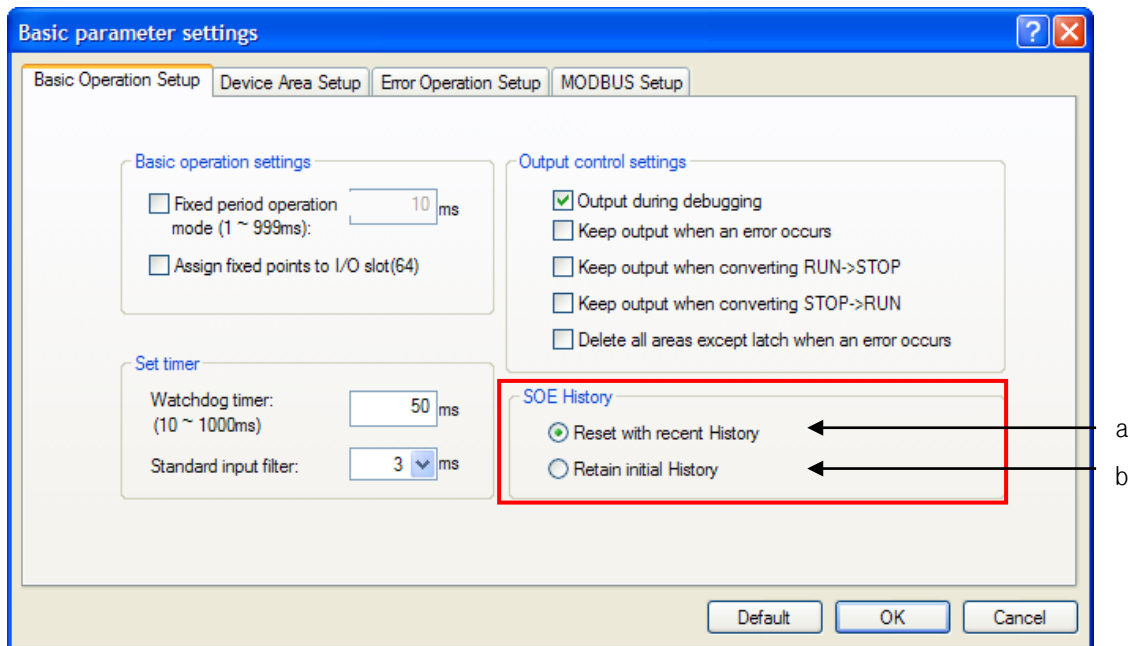 Basic parameter settings
Basic Operation Setup Device Area Setup Error Operation Setup MODBUS Setup
Basic operation settings
Fixed period operation 10 ms
mode (1 ~ 999ms):
Assign fixed points to I/O slot(64)
Output control settings
Output during debugging
Keep output when an error occurs
Keep output when converting RUN->STOP
Keep output when converting STOP->RUN
Delete all areas except latch when an error occurs
Set timer
Watchdog timer: 50 ms
(10 ~ 1000ms)
Standard input filter: 3 ms
SOE History
Reset with recent History a
Retain initial History b
Default OK Cancel